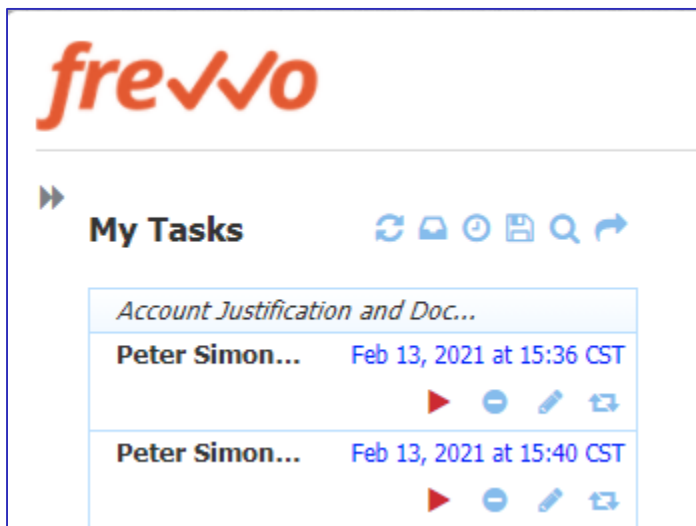 frevvo
My Tasks
Account Justification and Doc...
Peter Simon... Feb 13, 2021 at 15:36 CST
Peter Simon... Feb 13, 2021 at 15:40 CST